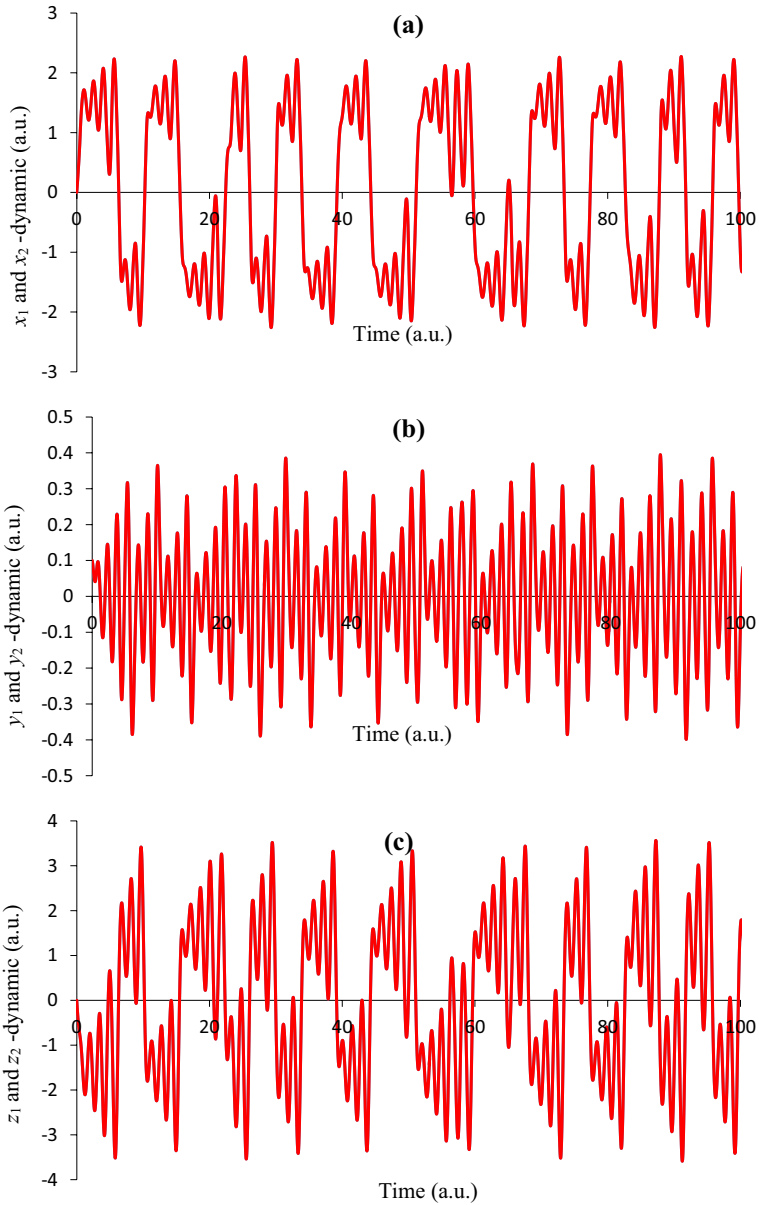 (a)
3
2
1
0
-1
-2
-3
0 20 40 60 80 100
x₁ and x₂ -dynamic (a.u.)
Time (a.u.)
(b)
0.5
0.4
0.3
0.2
0.1
0
-0.1
-0.2
-0.3
-0.4
-0.5
0 20 40 60 80 100
y₁ and y₂ -dynamic (a.u.)
Time (a.u.)
(c)
4
3
2
1
0
-1
-2
-3
-4
0 20 40 60 80 100
z₁ and z₂ -dynamic (a.u.)
Time (a.u.)